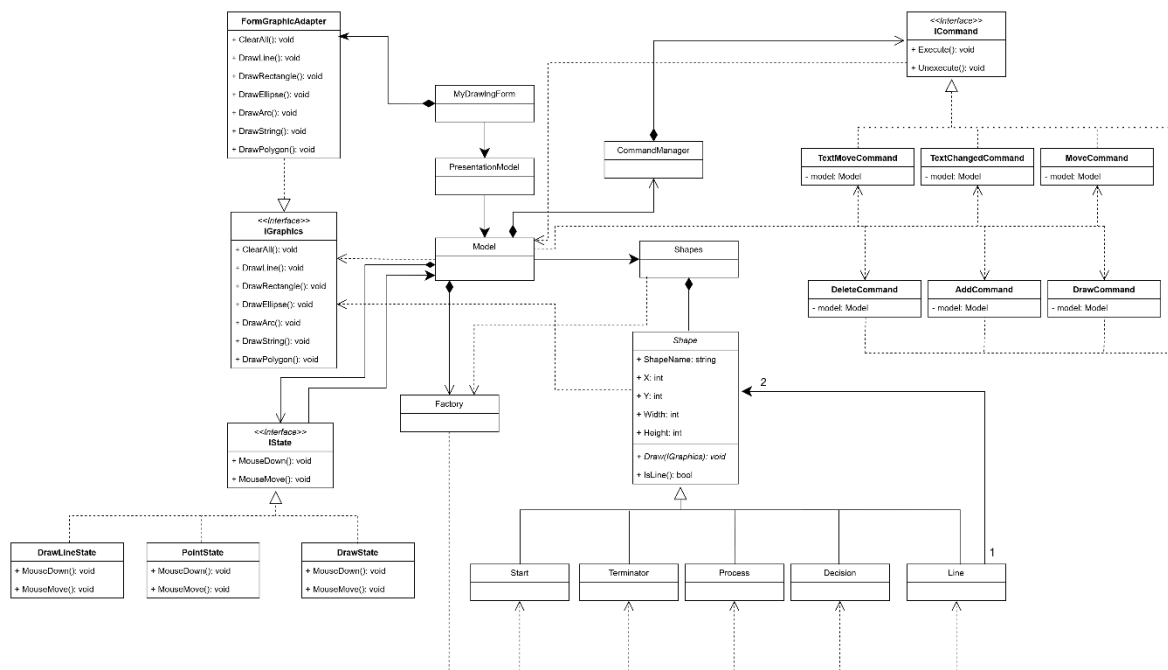 FormGraphicAdapter
+ ClearAll(): void
+ DrawLine(): void
+ DrawRectangle(): void
+ DrawEllipse(): void
+ DrawArc(): void
+ DrawString(): void
+ DrawPolygon(): void
<<Interface>>
ICommand
+ Execute(): void
+ Unexecute(): void
MyDrawingForm
CommandManager
PresentationModel
TextMoveCommand
- model: Model
TextChangedCommand
- model: Model
MoveCommand
- model: Model
<<Interface>>
IGraphics
+ ClearAll(): void
+ DrawLine(): void
+ DrawRectangle(): void
+ DrawEllipse(): void
+ DrawArc(): void
+ DrawString(): void
+ DrawPolygon(): void
Model
Shapes
DeleteCommand
- model: Model
AddCommand
- model: Model
DrawCommand
- model: Model
Shape
+ ShapeName: string
+ X: int
+ Y: int
+ Width: int
+ Height: int
+ Draw(IGraphics): void
+ IsLine(): bool
2
1
Factory
<<Interface>>
IState
+ MouseDown(): void
+ MouseMove(): void
DrawLineState
+ MouseDown(): void
+ MouseMove(): void
PointState
+ MouseDown(): void
+ MouseMove(): void
DrawState
+ MouseDown(): void
+ MouseMove(): void
Start
Terminator
Process
Decision
Line